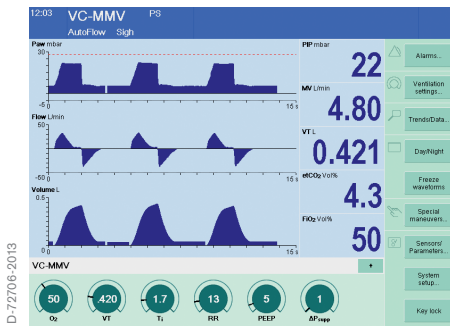 12:03 VC-MMV PS
AutoFlow Sigh
Paw mbar
30
-5 0
15 s
Flow L/min
50
-50 0
15 s
Volume L
0.5
0 0
15 s
PIP mbar
22
MV L/min
4.80
VT L
0.421
etCO₂ Vol%
4.3
FiO₂ Vol%
50
Alarms...
Ventilation
settings...
Trends/Data...
Day/Night
Freeze
waveforms
Special
maneuvers...
Sensors/
Parameters...
System
setup...
Key lock
VC-MMV
+
50
O₂
420
VT
1.7
Ti
13
RR
5
PEEP
1
ΔPsupp
D-72706-2013